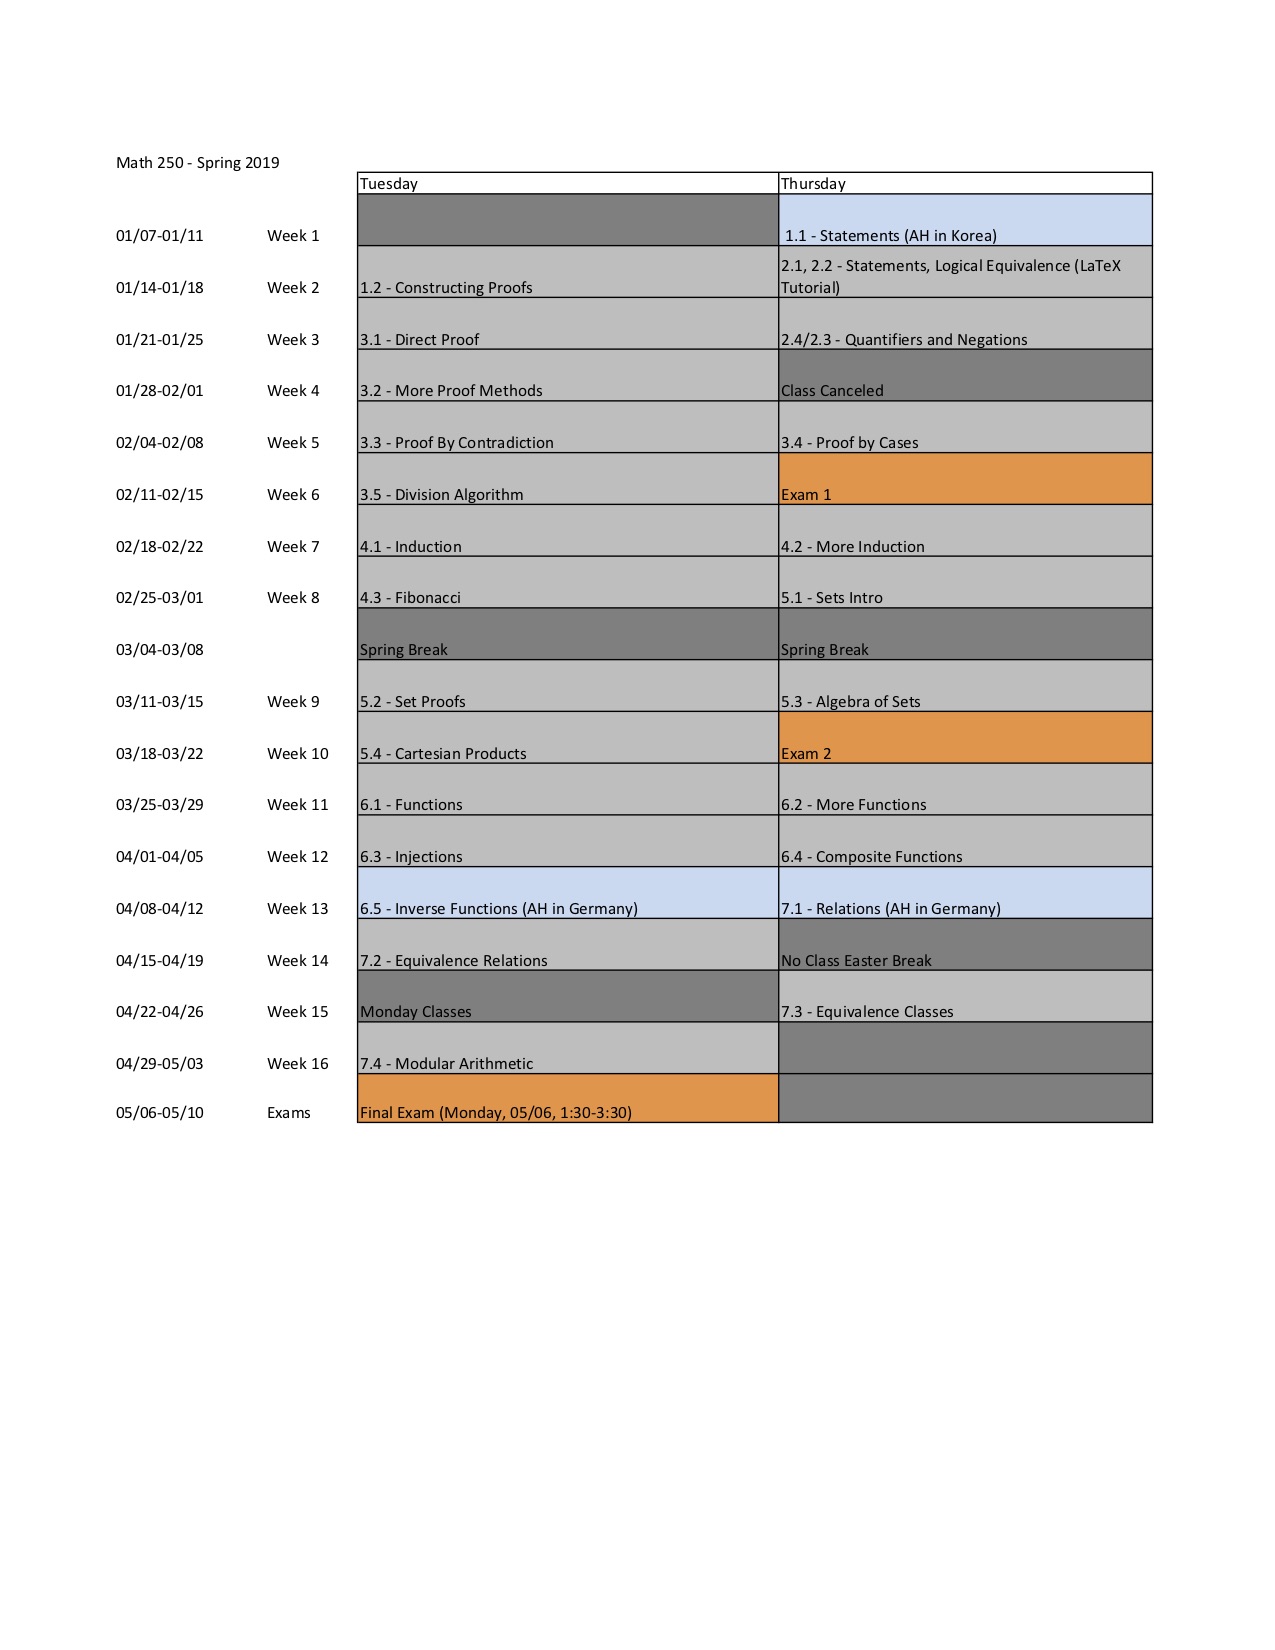 Math 250 - Spring 2019
Tuesday Thursday
01/07-01/11 Week 1 1.1 - Statements (AH in Korea)
2.1, 2.2 - Statements, Logical Equivalence (LaTeX
01/14-01/18 Week 2 1.2 - Constructing Proofs Tutorial)
01/21-01/25 Week 3 3.1 - Direct Proof 2.4/2.3 - Quantifiers and Negations
01/28-02/01 Week 4 3.2 - More Proof Methods Class Canceled
02/04-02/08 Week 5 3.3 - Proof By Contradiction 3.4 - Proof by Cases
02/11-02/15 Week 6 3.5 - Division Algorithm Exam 1
02/18-02/22 Week 7 4.1 - Induction 4.2 - More Induction
02/25-03/01 Week 8 4.3 - Fibonacci 5.1 - Sets Intro
03/04-03/08 Spring Break Spring Break
03/11-03/15 Week 9 5.2 - Set Proofs 5.3 - Algebra of Sets
03/18-03/22 Week 10 5.4 - Cartesian Products Exam 2
03/25-03/29 Week 11 6.1 - Functions 6.2 - More Functions
04/01-04/05 Week 12 6.3 - Injections 6.4 - Composite Functions
04/08-04/12 Week 13 6.5 - Inverse Functions (AH in Germany) 7.1 - Relations (AH in Germany)
04/15-04/19 Week 14 7.2 - Equivalence Relations No Class Easter Break
04/22-04/26 Week 15 Monday Classes 7.3 - Equivalence Classes
04/29-05/03 Week 16 7.4 - Modular Arithmetic
05/06-05/10 Exams Final Exam (Monday, 05/06, 1:30-3:30)